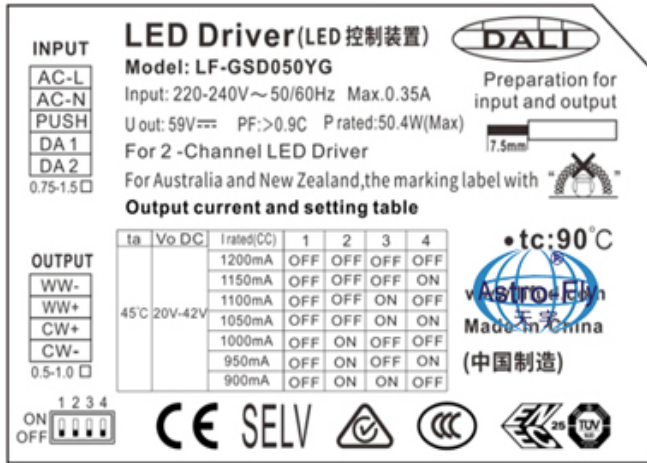 INPUT
AC-L
AC-N
PUSH
DA 1
DA 2
0.75-1.5
LED Driver(LED 控制装置)
DALI
Model: LF-GSD050YG
Input: 220-240V～50/60Hz Max.0.35A
U out: 59V PF:>0.9C P rated:50.4W(Max)
For 2 -Channel LED Driver
For Australia and New Zealand,the marking label with “ ”
Preparation for
input and output
7.5mm
Output current and setting table
ta Vo DC I rated(CC) 1 2 3 4
1200mA OFF OFF OFF OFF
1150mA OFF OFF OFF ON
1100mA OFF OFF ON OFF
45℃ 20V-42V 1050mA OFF OFF ON ON
1000mA OFF ON OFF OFF
950mA OFF ON OFF ON
900mA OFF ON ON OFF
•tc:90℃
Astro-Fly
®
天孚
Made in China
(中国制造)
OUTPUT
WW-
WW+
CW+
CW-
0.5-1.0
1 2 3 4
ON
OFF
CE SELV CCC 25 TUV